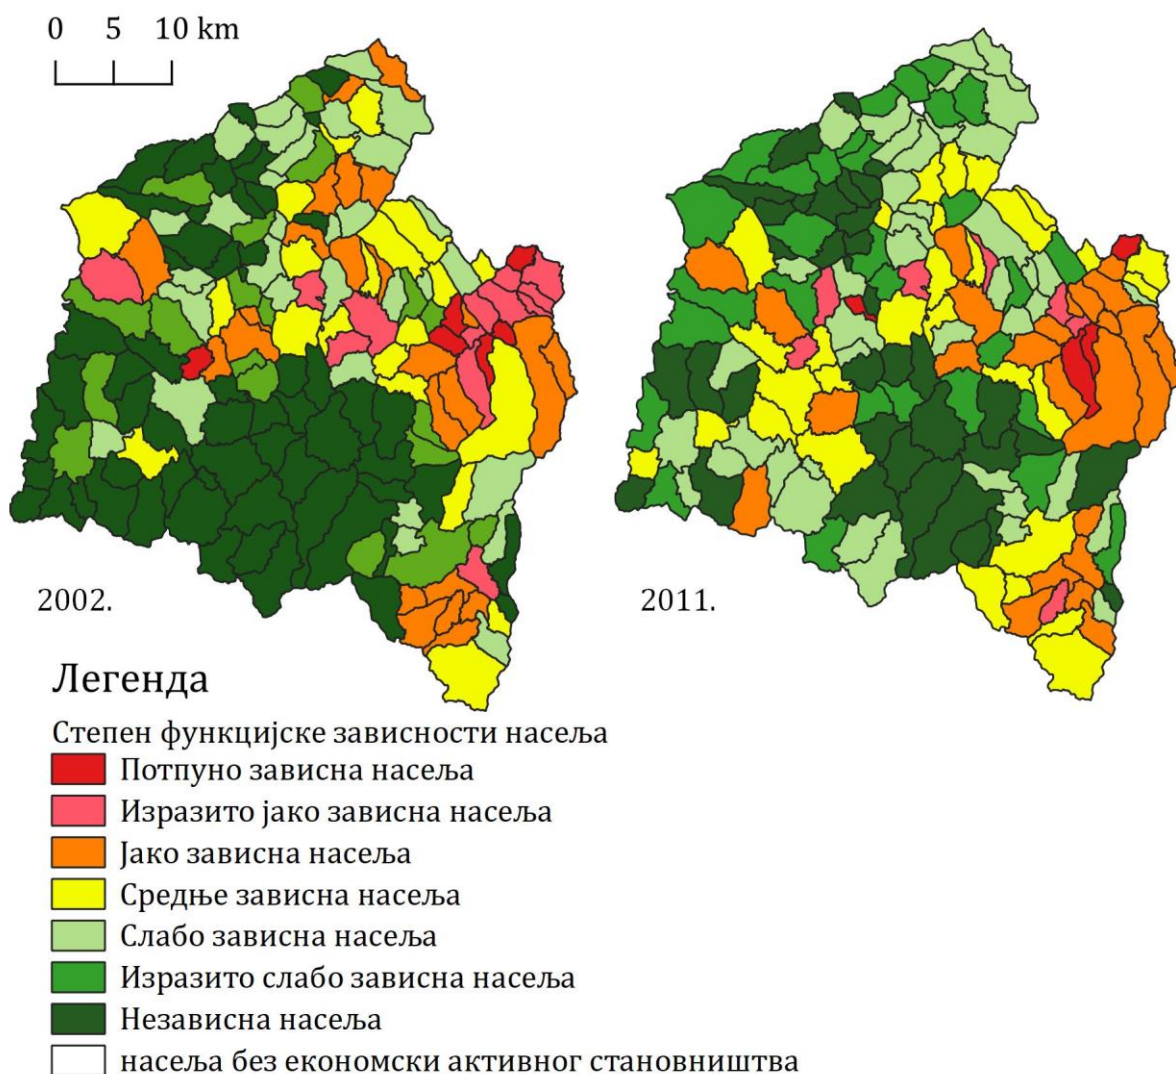 0 5 10 km
2002.
2011.
Легенда
Степен функцијске зависности насеља
Потпуно зависна насеља
Изразито јако зависна насеља
Јако зависна насеља
Средње зависна насеља
Слабо зависна насеља
Изразито слабо зависна насеља
Независна насеља
насеља без економски активног становништва